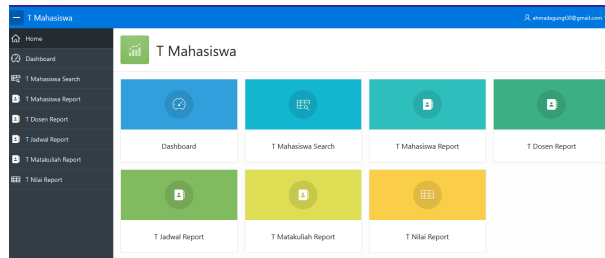 T Mahasiswa
ahmadagungt30@gmail.com
Home
Dashboard
T Mahasiswa Search
T Mahasiswa Report
T Dosen Report
T Jadwal Report
T Matakuliah Report
T Nilai Report
T Mahasiswa
Dashboard
T Mahasiswa Search
T Mahasiswa Report
T Dosen Report
T Jadwal Report
T Matakuliah Report
T Nilai Report